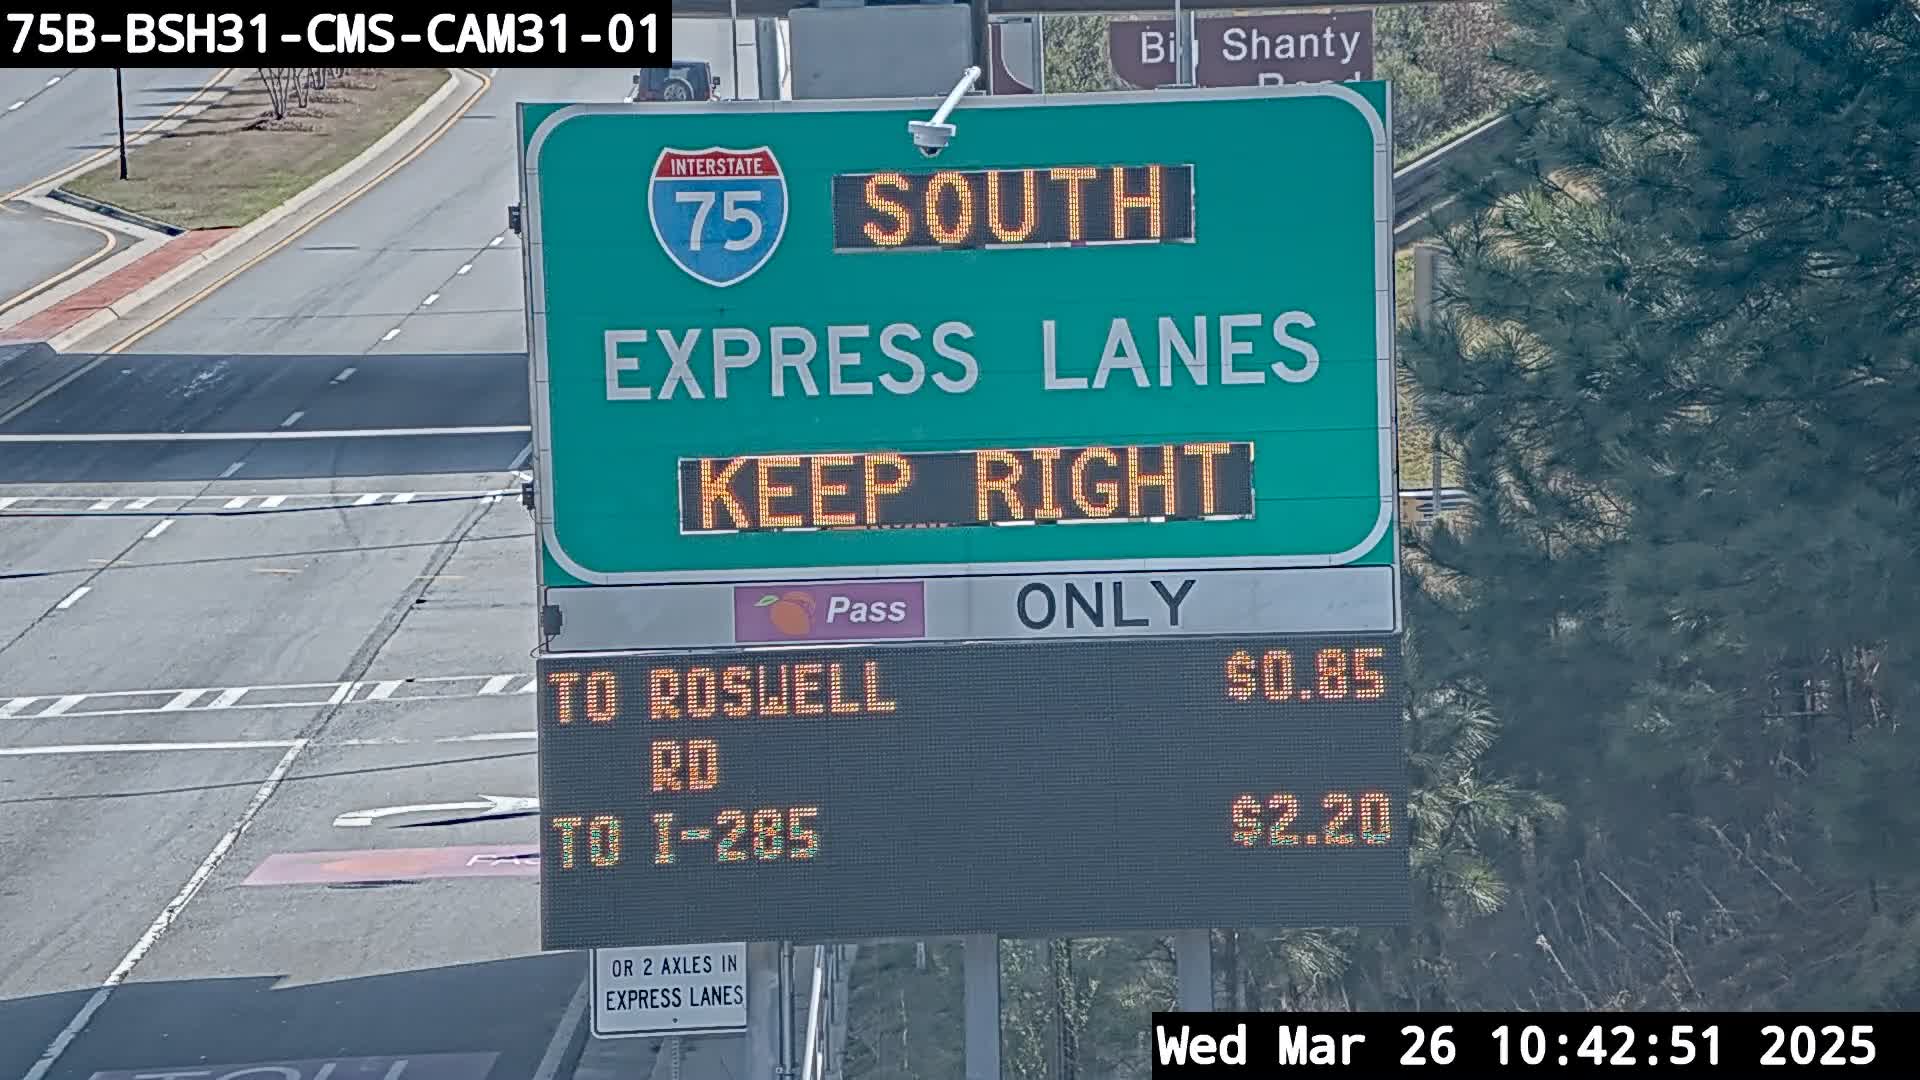 75B-BSH31-CMS-CAM31-01
Big Shanty
Road
INTERSTATE
75
SOUTH
EXPRESS LANES
KEEP RIGHT
Pass
ONLY
TO ROSWELL $0.85
RD
TO I-285 $2.20
OR 2 AXLES IN
EXPRESS LANES
TOLL
Wed Mar 26 10:42:51 2025